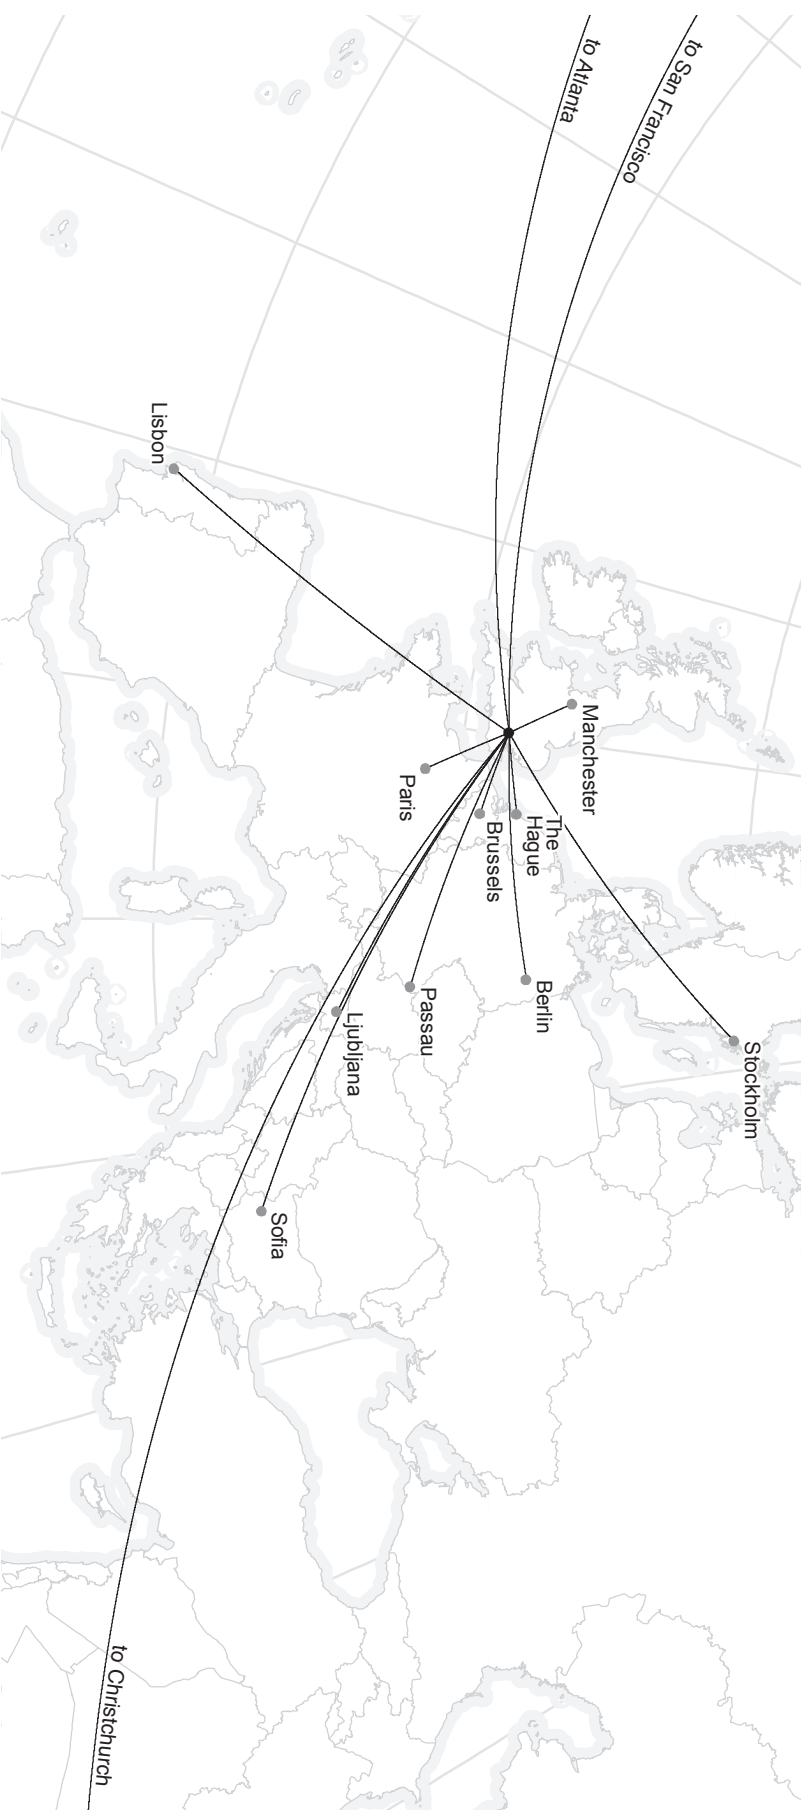 to San Francisco
to Atlanta
Stockholm
Manchester
The
Hague
Berlin
Brussels
Passau
Paris
Ljubljana
Sofia
Lisbon
to Christchurch